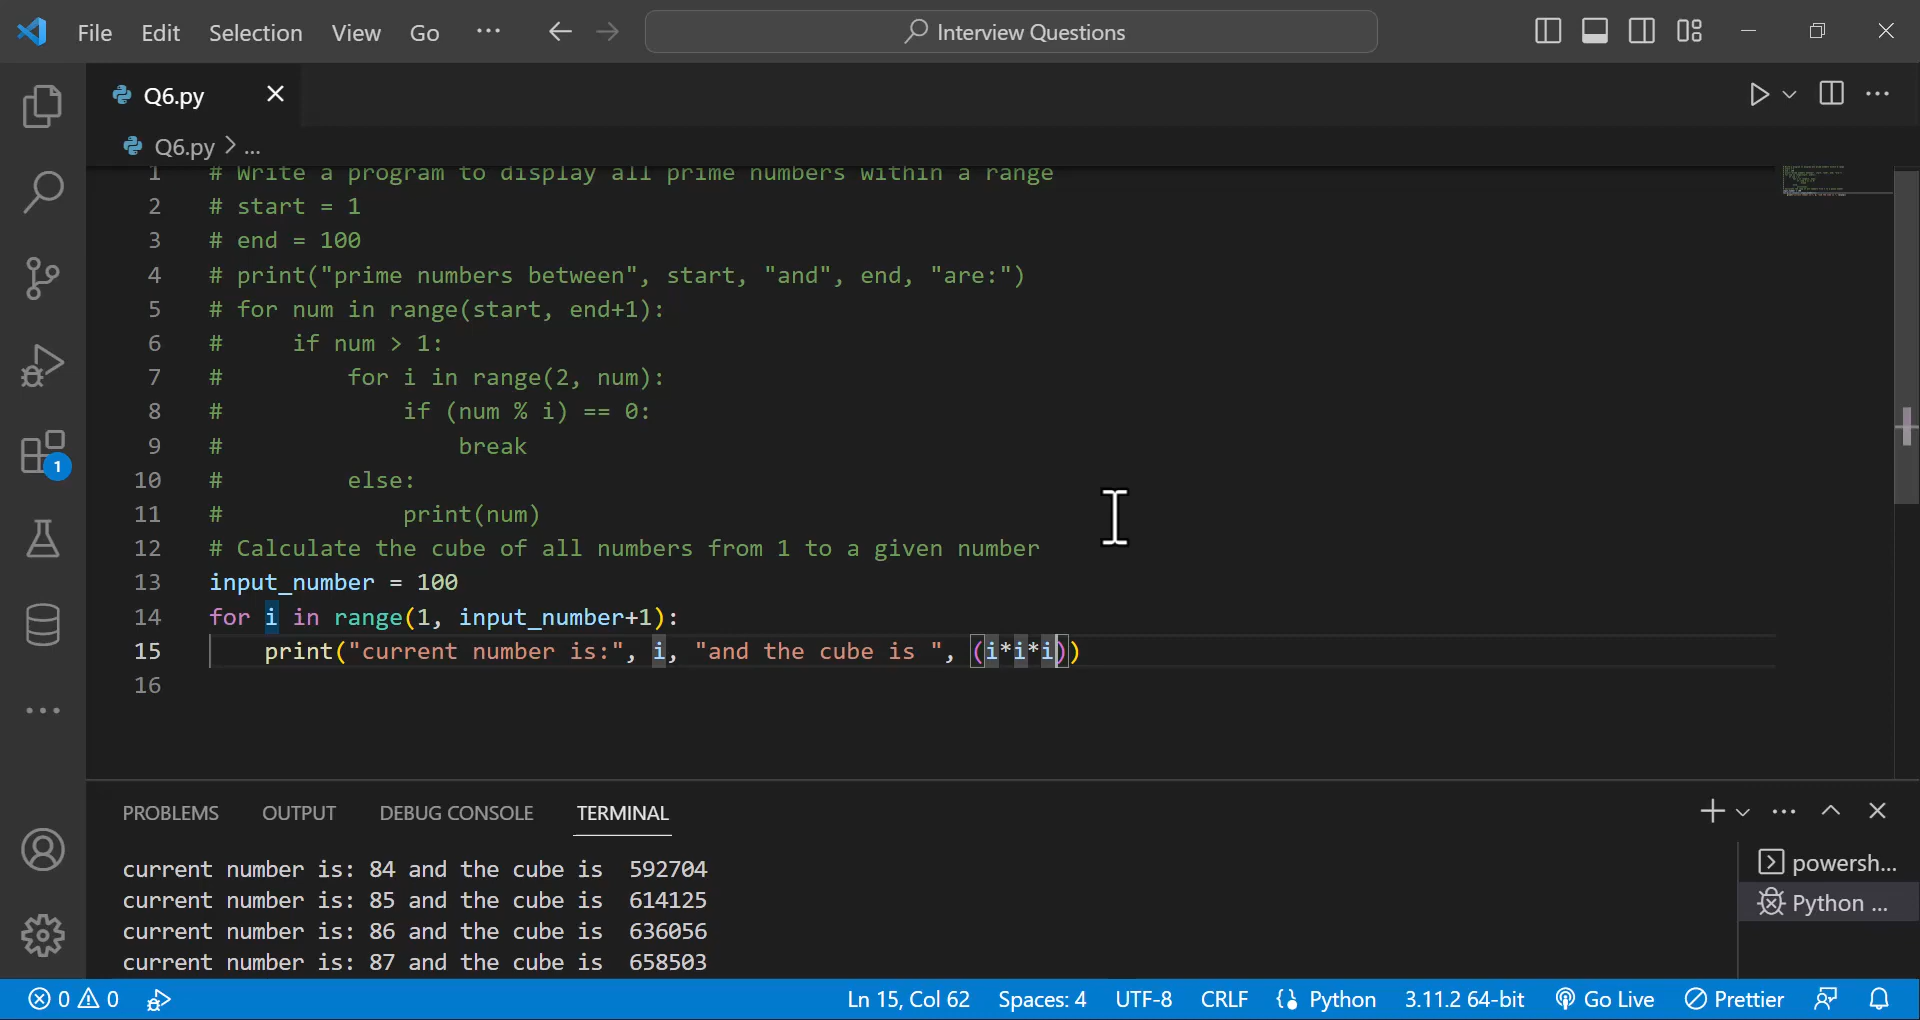 File Edit Selection View Go ... Interview Questions
Q6.py
Q6.py > ...
1 # Write a program to display all prime numbers within a range
2 # start = 1
3 # end = 100
4 # print("prime numbers between", start, "and", end, "are:")
5 # for num in range(start, end+1):
6 #     if num > 1:
7 #         for i in range(2, num):
8 #             if (num % i) == 0:
9 #                 break
10 #         else:
11 #             print(num)
12 # Calculate the cube of all numbers from 1 to a given number
13 input_number = 100
14 for i in range(1, input_number+1):
15     print("current number is:", i, "and the cube is ", (i*i*i))
16
1
PROBLEMS OUTPUT DEBUG CONSOLE TERMINAL
current number is: 84 and the cube is  592704
current number is: 85 and the cube is  614125
current number is: 86 and the cube is  636056
current number is: 87 and the cube is  658503
powersh...
Python ...
0 0 Ln 15, Col 62 Spaces: 4 UTF-8 CRLF Python 3.11.2 64-bit Go Live Prettier